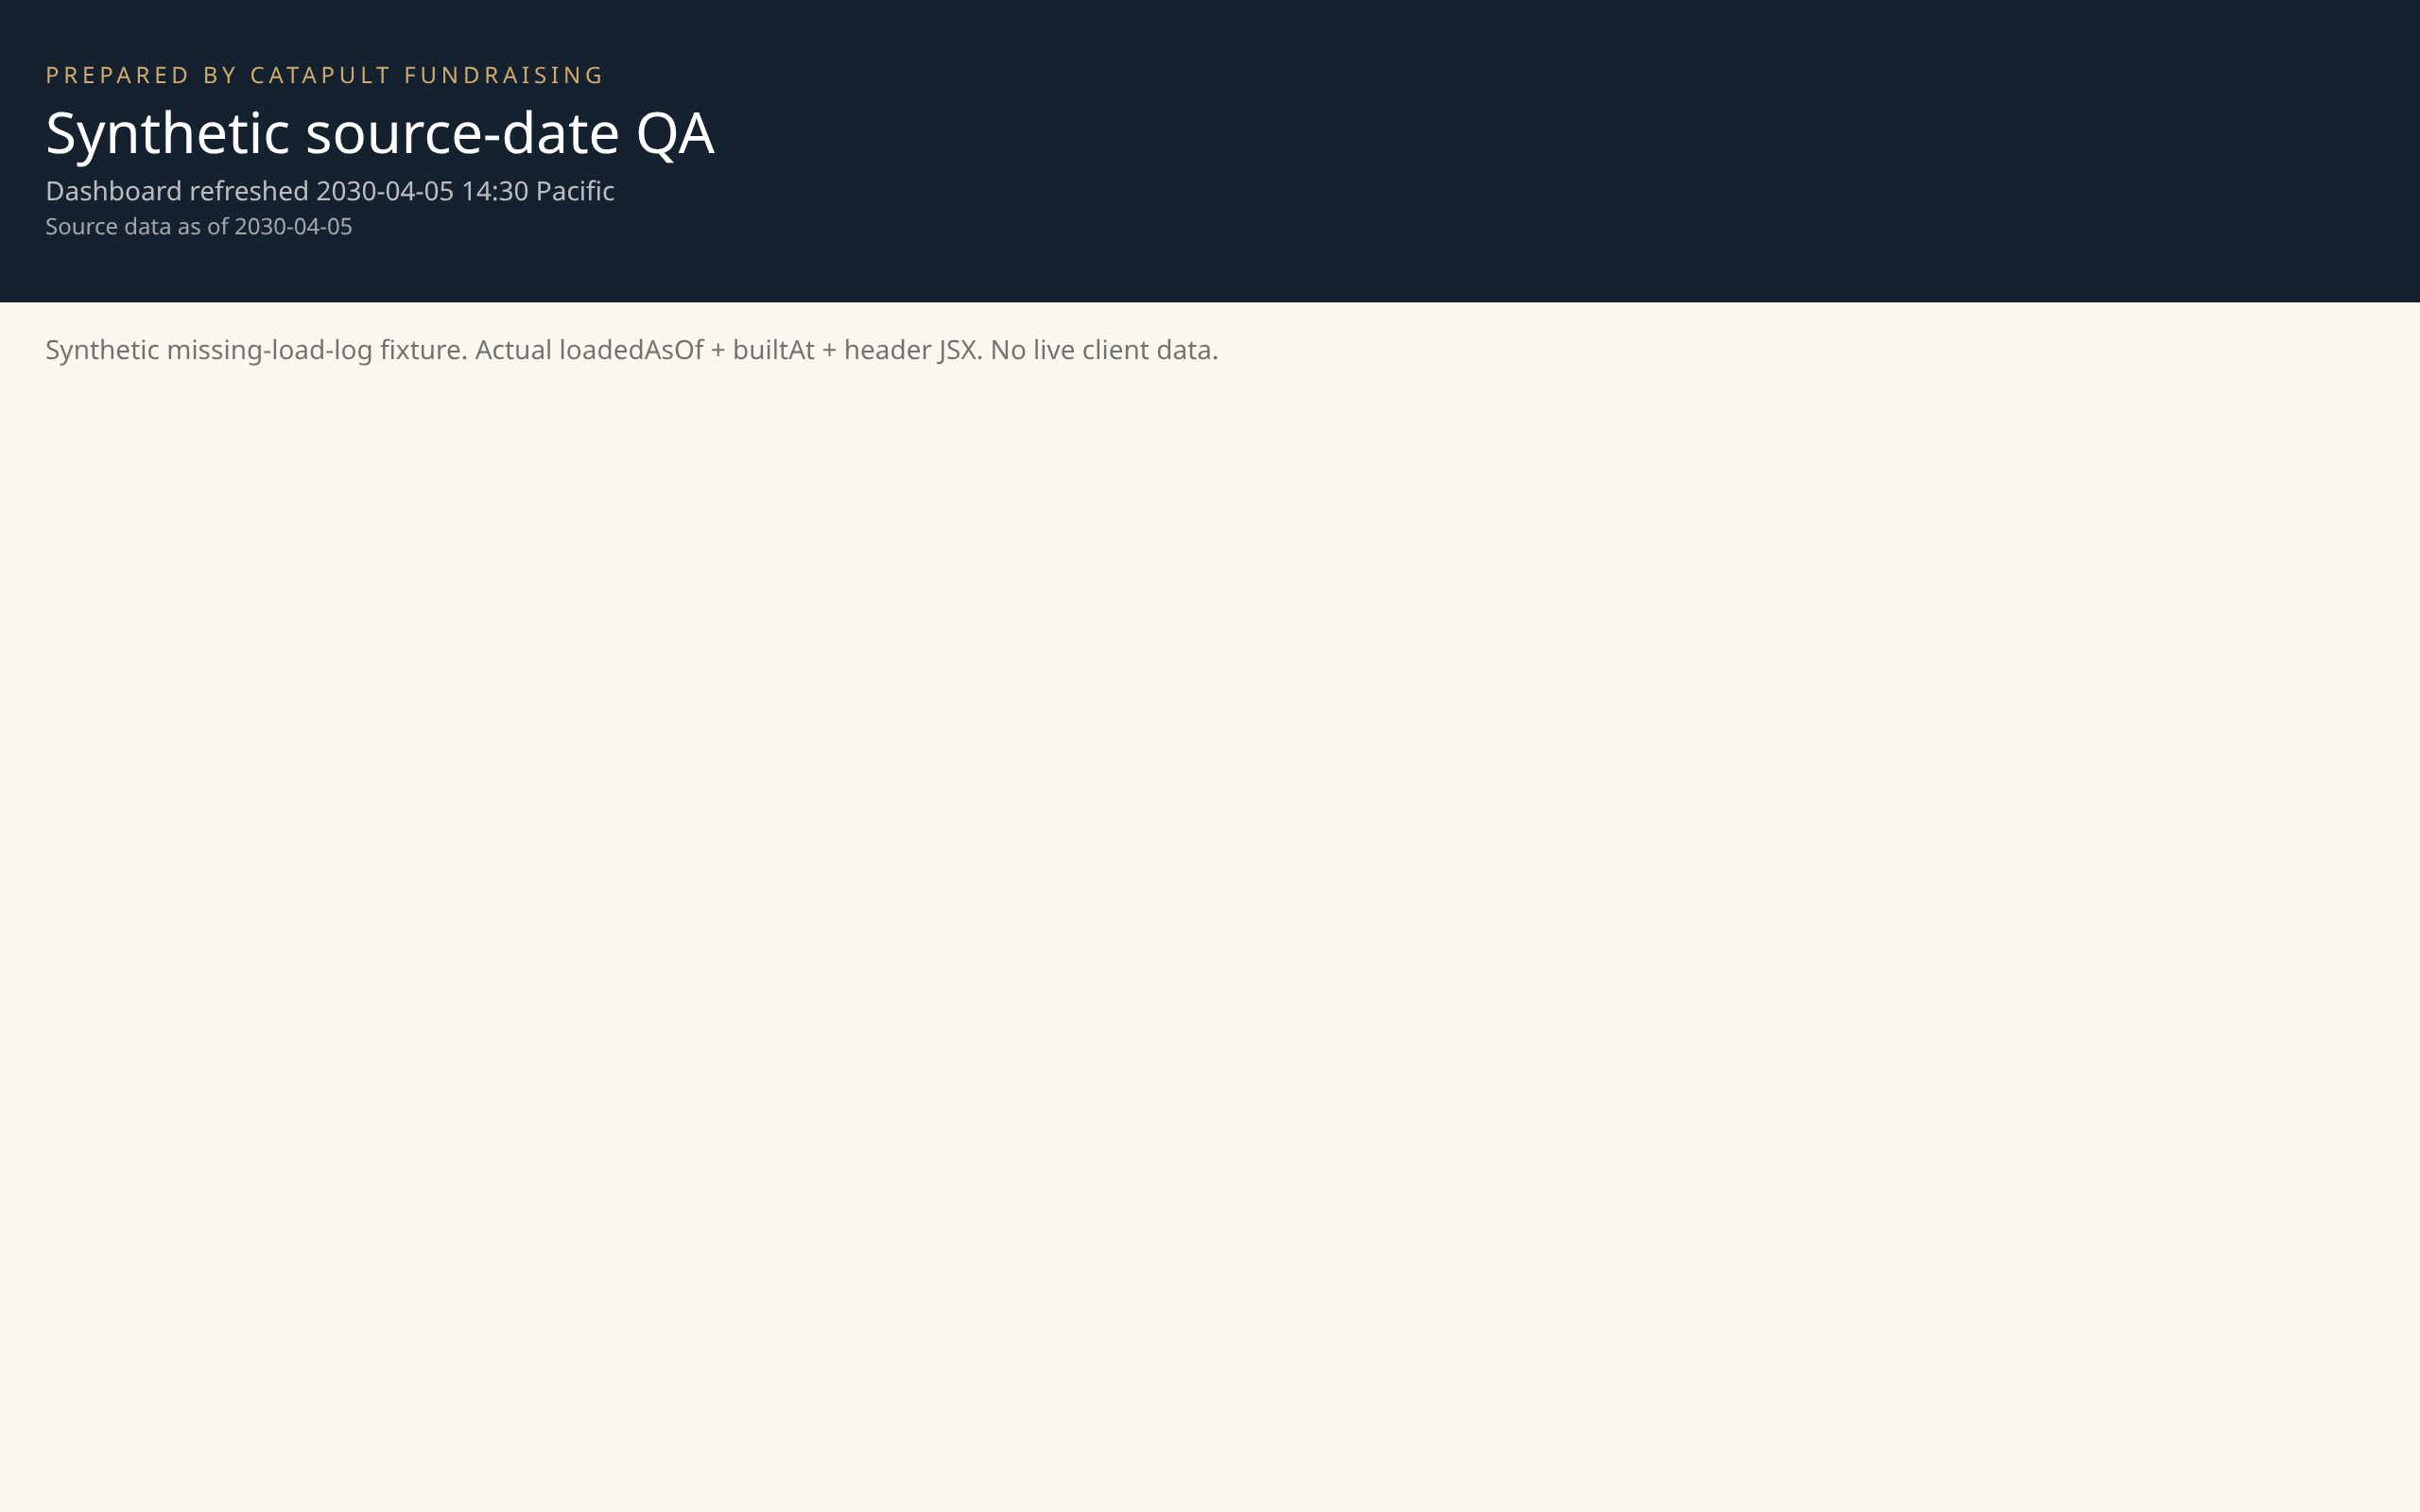 PREPARED BY CATAPULT FUNDRAISING
Synthetic source-date QA
Dashboard refreshed 2030-04-05 14:30 Pacific
Source data as of 2030-04-05
Synthetic missing-load-log fixture. Actual loadedAsOf + builtAt + header JSX. No live client data.